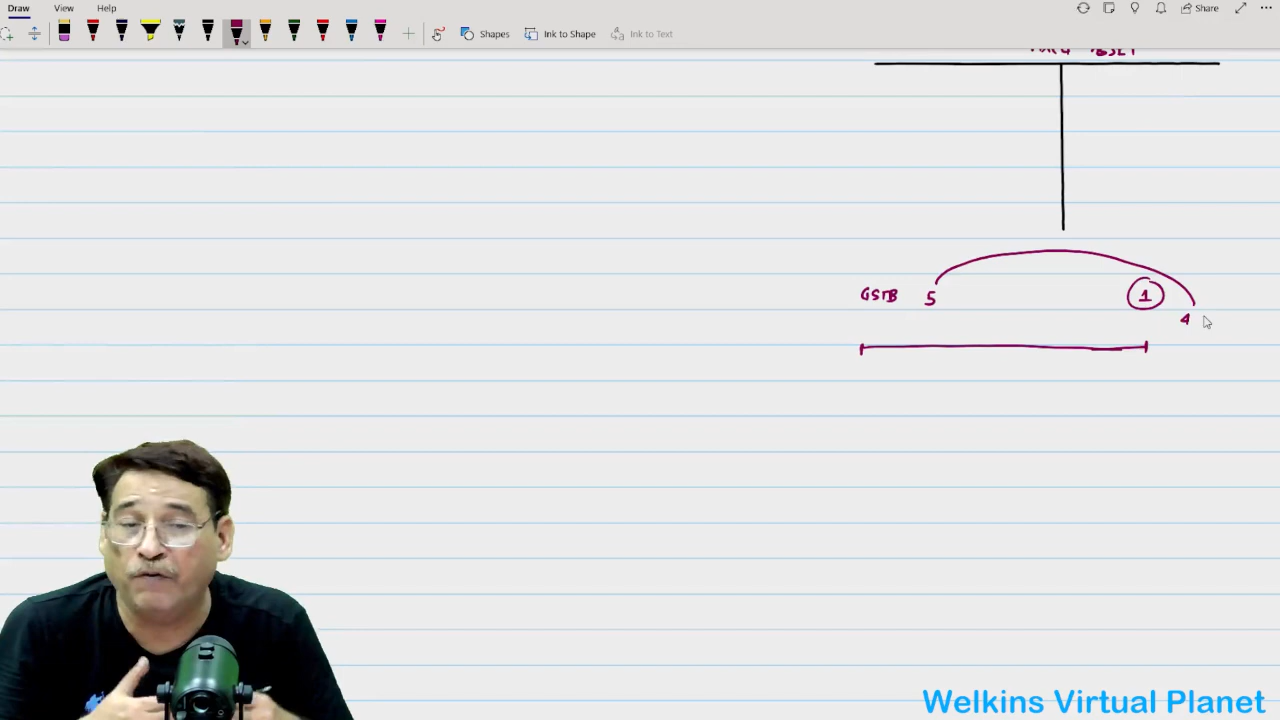 Draw View Help
Share
Shapes Ink to Shape Ink to Text
GSTB 5 1
4
Welkins Virtual Planet